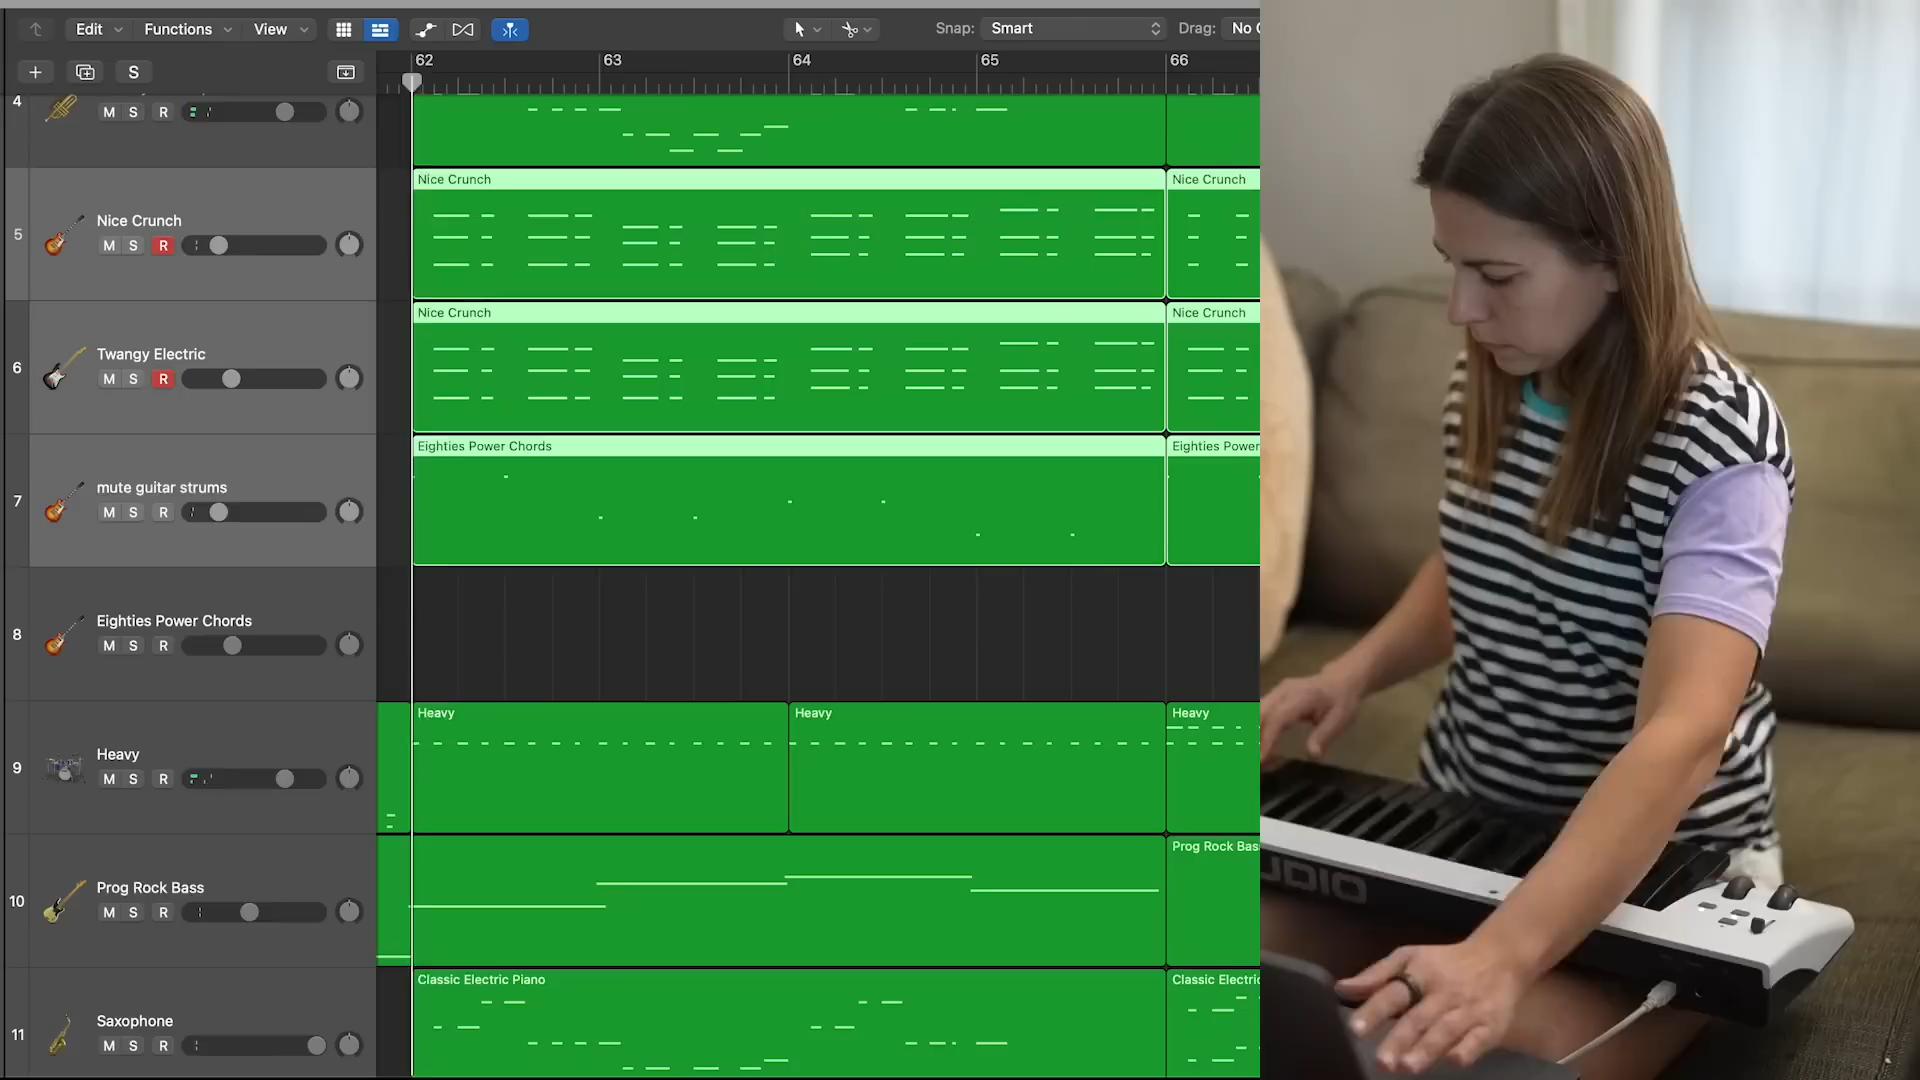 Edit Functions View Snap: Smart Drag: No
S
62 63 64 65 66
4 M S R
Nice Crunch Nice Crunch
5 Nice Crunch
M S R
Nice Crunch Nice Crunch
6 Twangy Electric
M S R
Eighties Power Chords Eighties Power
7 mute guitar strums
M S R
8 Eighties Power Chords
M S R
Heavy Heavy Heavy
9 Heavy
M S R
Prog Rock Bas
10 Prog Rock Bass
M S R
Classic Electric Piano Classic Electric
11 Saxophone
M S R
UDIO